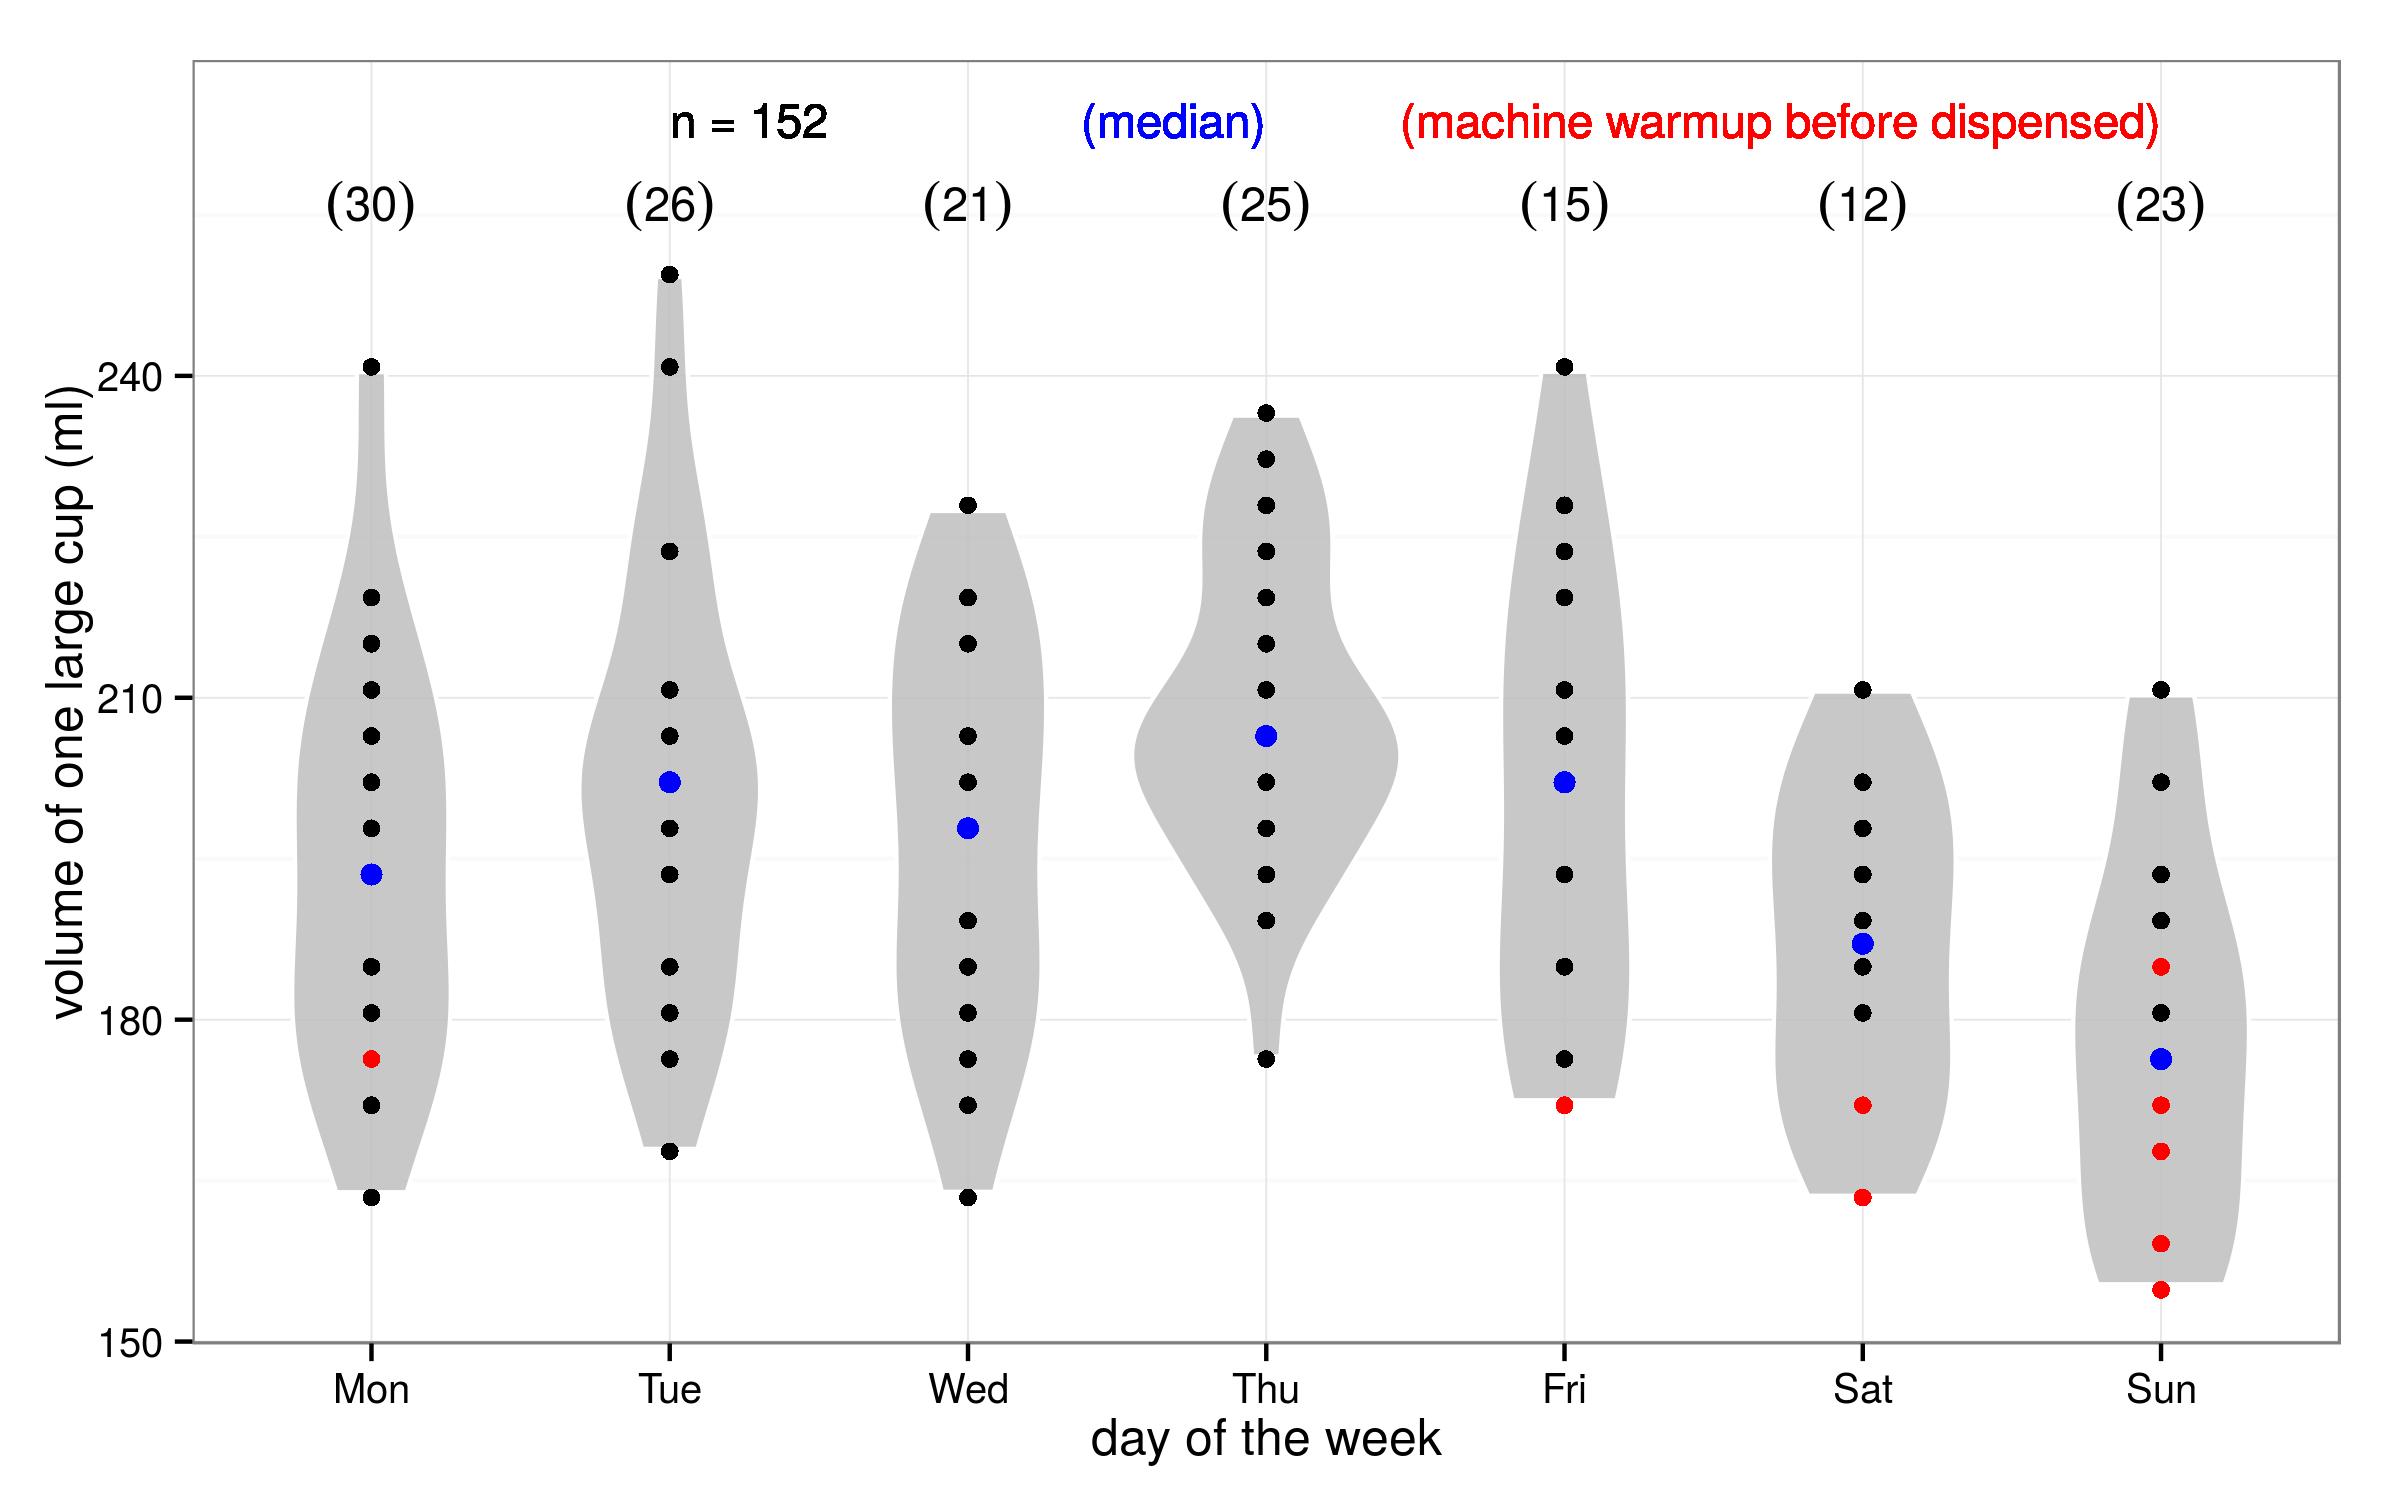 n = 152 (median) (machine warmup before dispensed)
(30) (26) (21) (25) (15) (12) (23)
volume of one large cup (ml)
240
210
180
150
Mon Tue Wed Thu Fri Sat Sun
day of the week